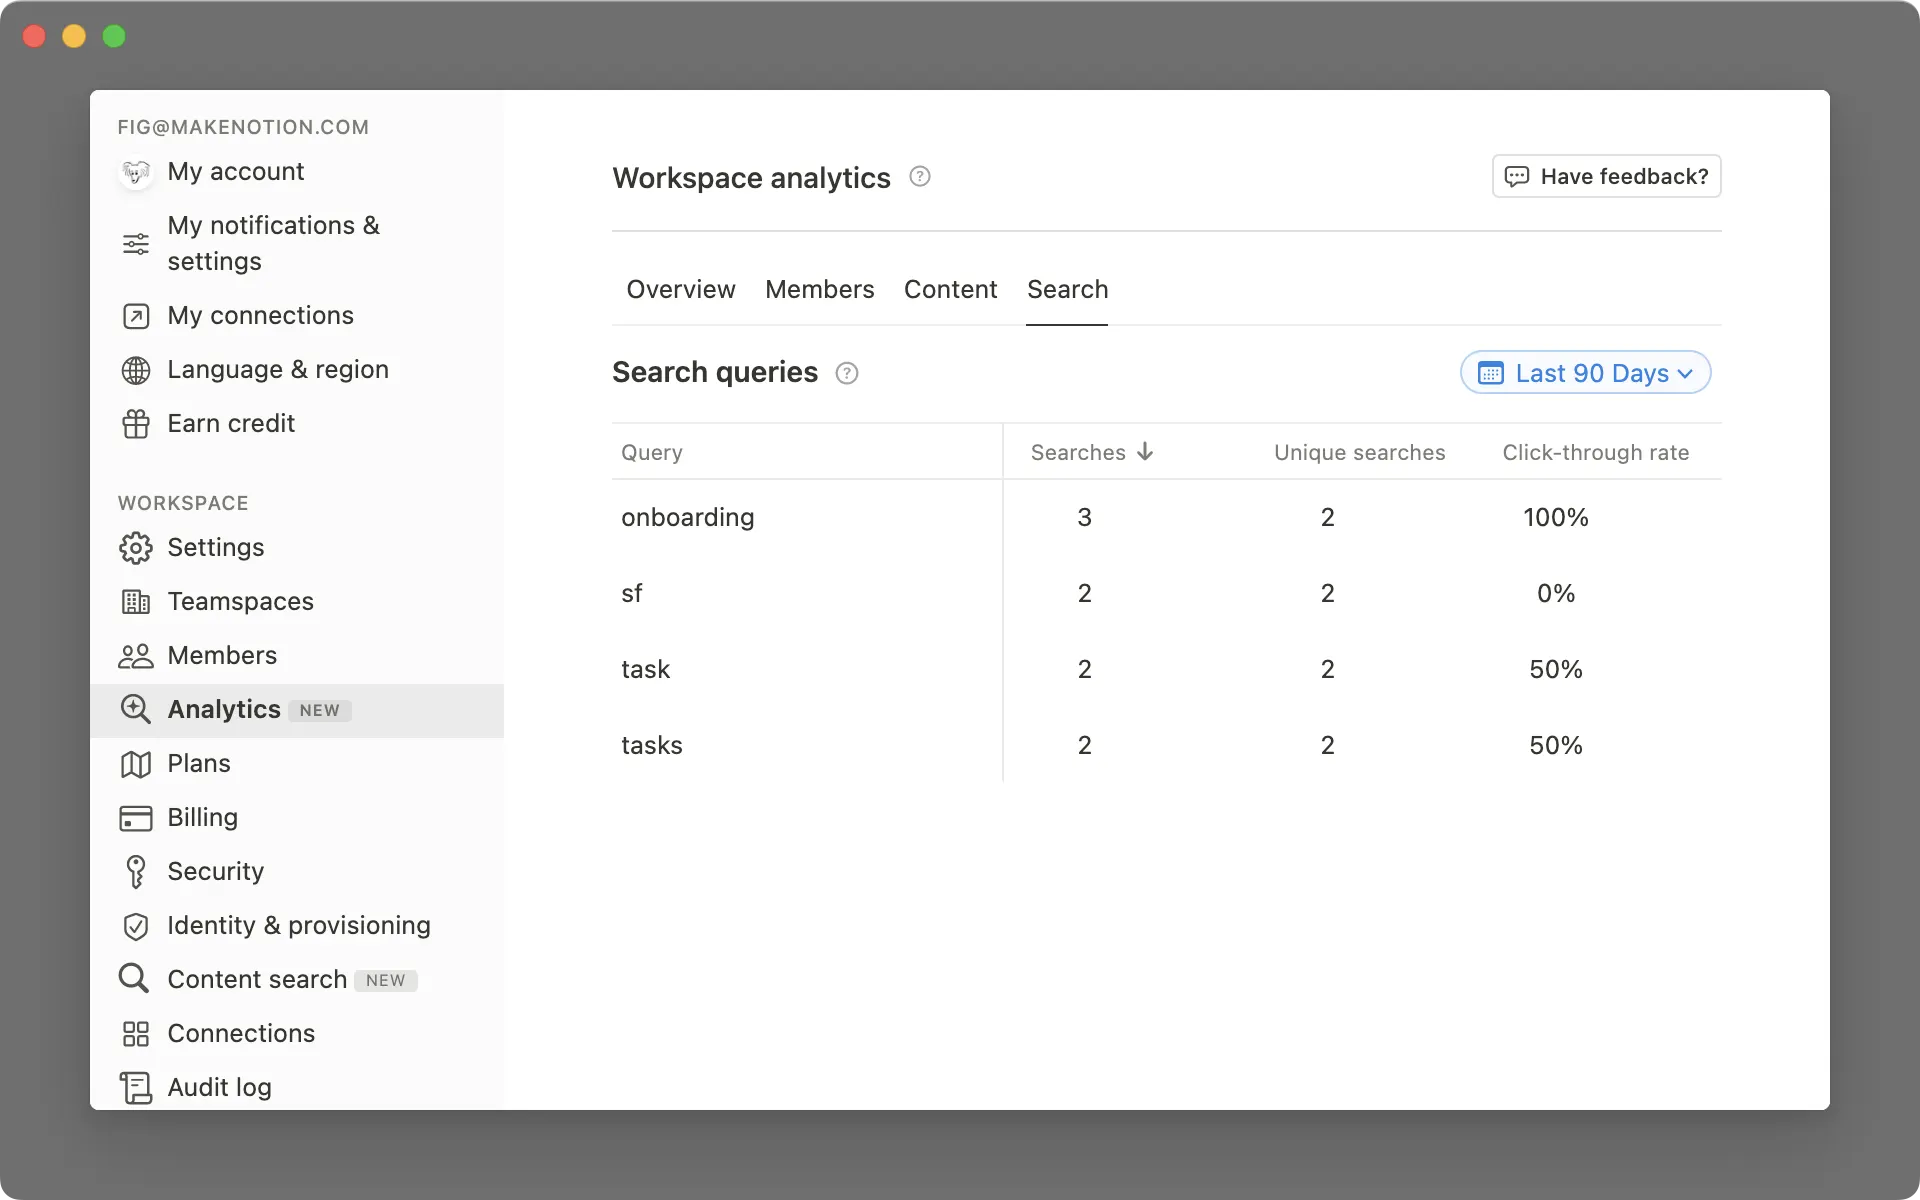 FIG@MAKENOTION.COM
My account
My notifications &
settings
My connections
Language & region
Earn credit
WORKSPACE
Settings
Teamspaces
Members
Analytics NEW
Plans
Billing
Security
Identity & provisioning
Content search NEW
Connections
Audit log
Workspace analytics ?
Have feedback?
Overview Members Content Search
Search queries ?
Last 90 Days
Query Searches ↓ Unique searches Click-through rate
onboarding 3 2 100%
sf 2 2 0%
task 2 2 50%
tasks 2 2 50%